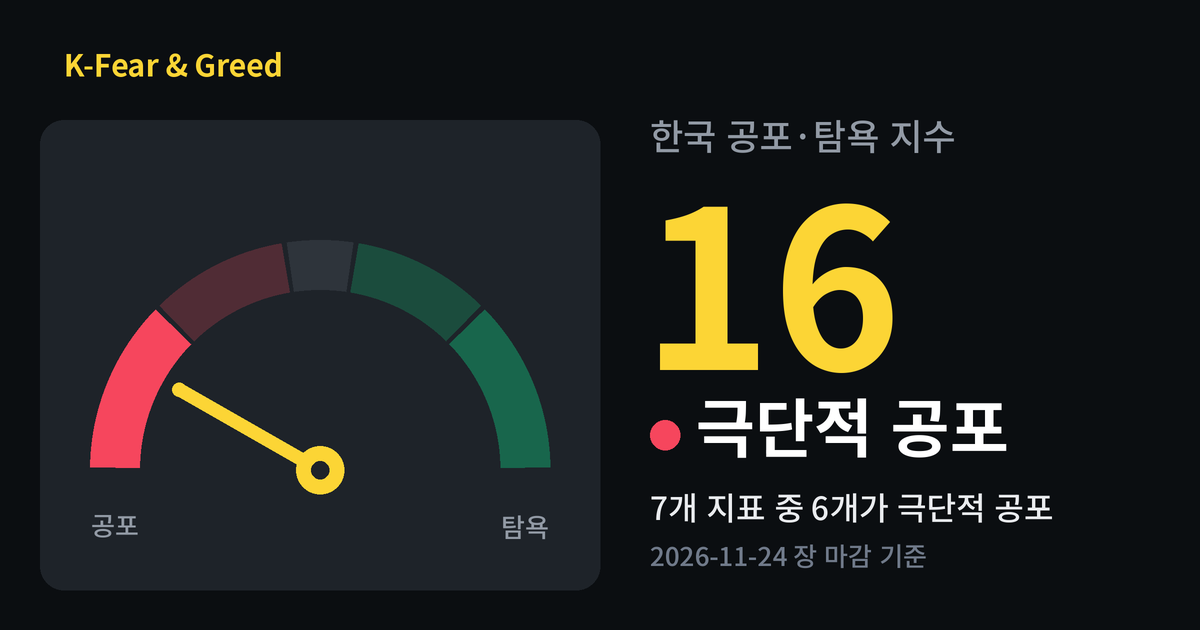 K-Fear & Greed
한국 공포·탐욕 지수
16
극단적 공포
7개 지표 중 6개가 극단적 공포
2026-11-24 장 마감 기준
공포
탐욕